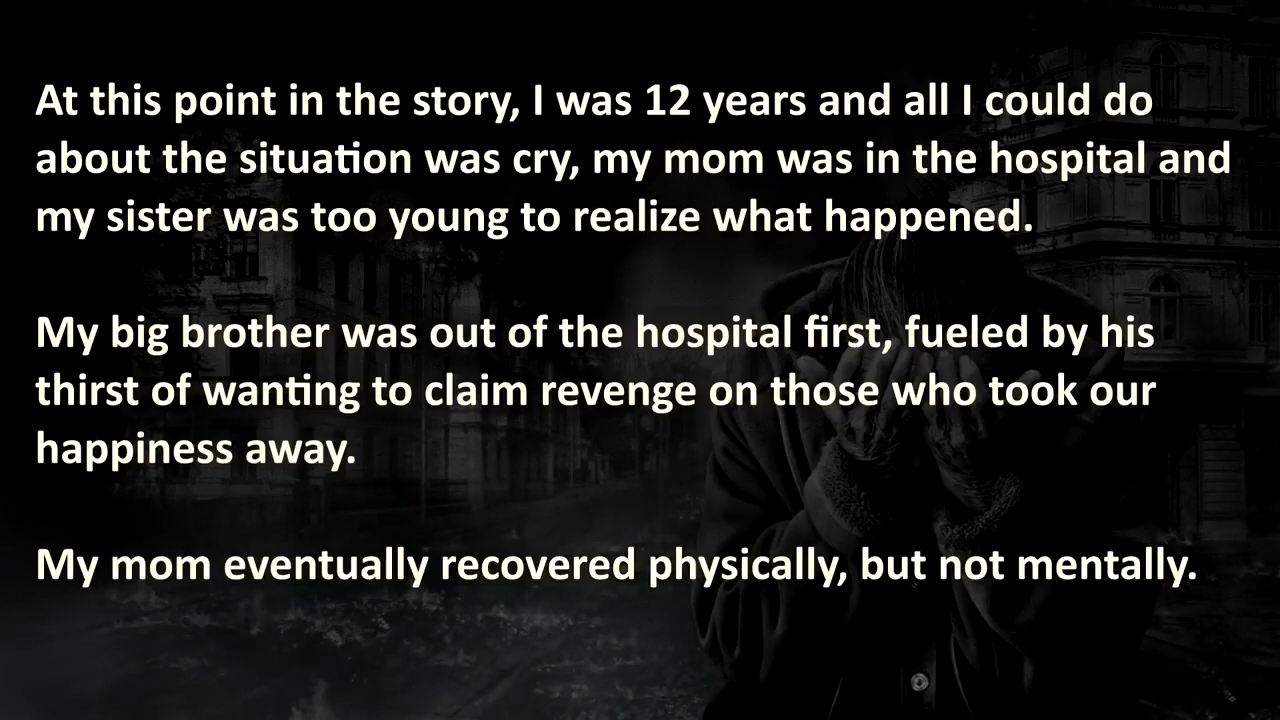 At this point in the story, I was 12 years and all I could do
about the situation was cry, my mom was in the hospital and
my sister was too young to realize what happened.
My big brother was out of the hospital first, fueled by his
thirst of wanting to claim revenge on those who took our
happiness away.
My mom eventually recovered physically, but not mentally.